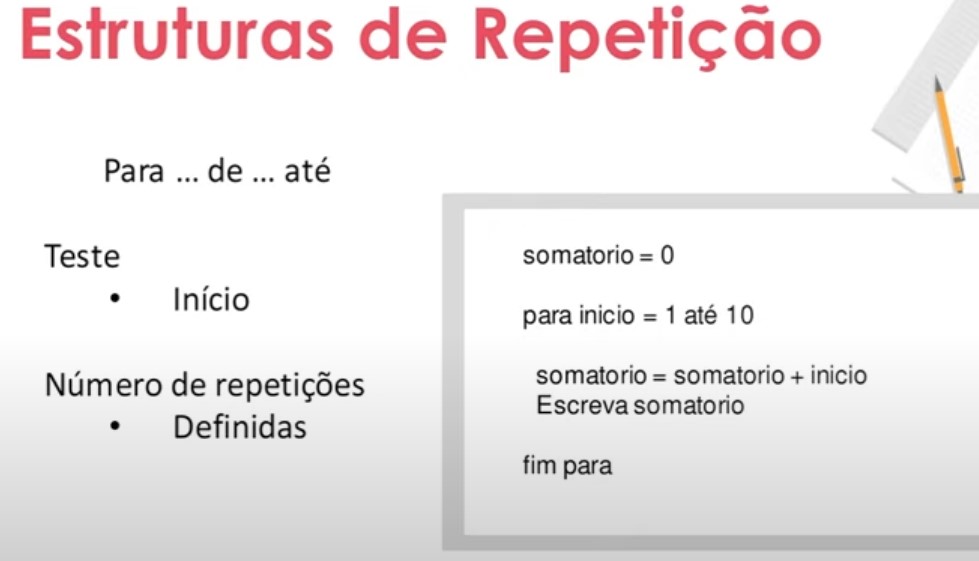 Estruturas de Repetição
Para ... de ... até
Teste
• Início
Número de repetições
• Definidas
somatorio = 0
para inicio = 1 até 10
somatorio = somatorio + inicio
Escreva somatorio
fim para